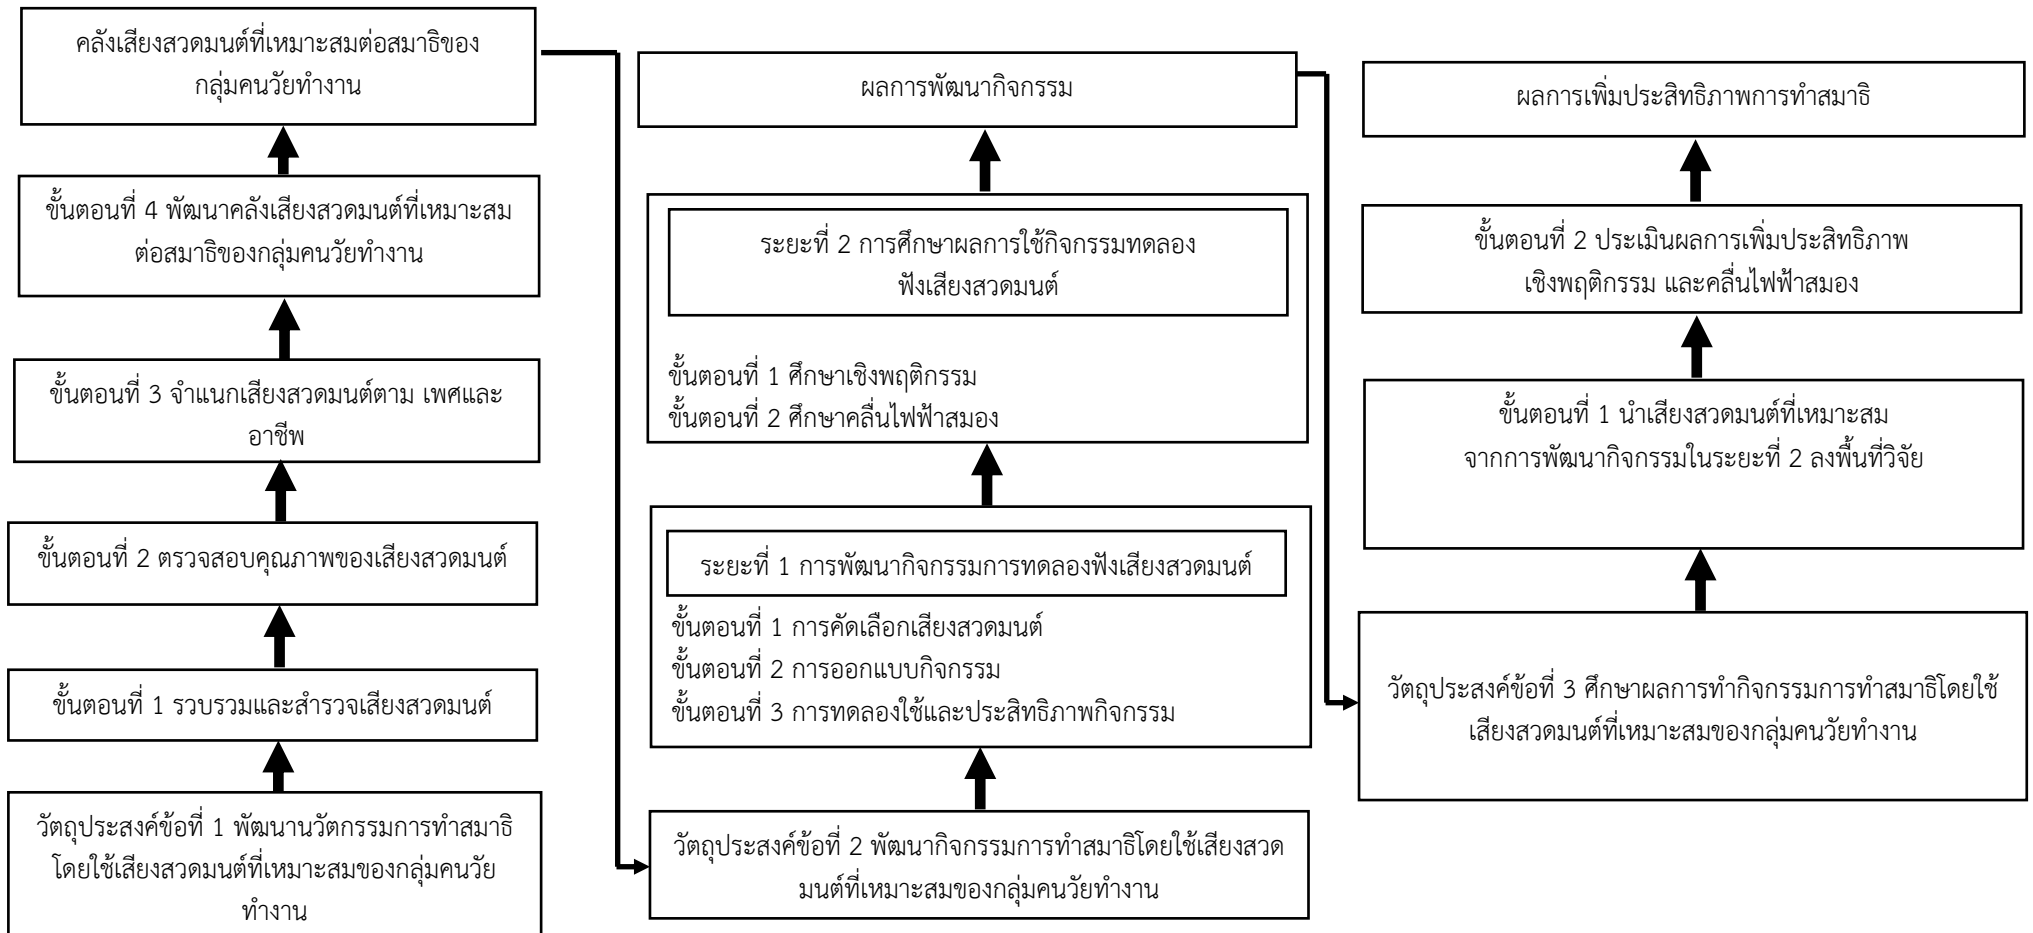 คลังเสียงสวดมนต์ที่เหมาะสมต่อสมาธิของ
กลุ่มคนวัยทำงาน
ขั้นตอนที่ 4 พัฒนาคลังเสียงสวดมนต์ที่เหมาะสม
ต่อสมาธิของกลุ่มคนวัยทำงาน
ขั้นตอนที่ 3 จำแนกเสียงสวดมนต์ตาม เพศและ
อาชีพ
ขั้นตอนที่ 2 ตรวจสอบคุณภาพของเสียงสวดมนต์
ขั้นตอนที่ 1 รวบรวมและสำรวจเสียงสวดมนต์
วัตถุประสงค์ข้อที่ 1 พัฒนานวัตกรรมการทำสมาธิ
โดยใช้เสียงสวดมนต์ที่เหมาะสมของกลุ่มคนวัย
ทำงาน
ผลการพัฒนากิจกรรม
ระยะที่ 2 การศึกษาผลการใช้กิจกรรมทดลอง
ฟังเสียงสวดมนต์
ขั้นตอนที่ 1 ศึกษาเชิงพฤติกรรม
ขั้นตอนที่ 2 ศึกษาคลื่นไฟฟ้าสมอง
ระยะที่ 1 การพัฒนากิจกรรมการทดลองฟังเสียงสวดมนต์
ขั้นตอนที่ 1 การคัดเลือกเสียงสวดมนต์
ขั้นตอนที่ 2 การออกแบบกิจกรรม
ขั้นตอนที่ 3 การทดลองใช้และประสิทธิภาพกิจกรรม
วัตถุประสงค์ข้อที่ 2 พัฒนากิจกรรมการทำสมาธิโดยใช้เสียงสวด
มนต์ที่เหมาะสมของกลุ่มคนวัยทำงาน
ผลการเพิ่มประสิทธิภาพการทำสมาธิ
ขั้นตอนที่ 2 ประเมินผลการเพิ่มประสิทธิภาพ
เชิงพฤติกรรม และคลื่นไฟฟ้าสมอง
ขั้นตอนที่ 1 นำเสียงสวดมนต์ที่เหมาะสม
จากการพัฒนากิจกรรมในระยะที่ 2 ลงพื้นที่วิจัย
วัตถุประสงค์ข้อที่ 3 ศึกษาผลการทำกิจกรรมการทำสมาธิโดยใช้
เสียงสวดมนต์ที่เหมาะสมของกลุ่มคนวัยทำงาน